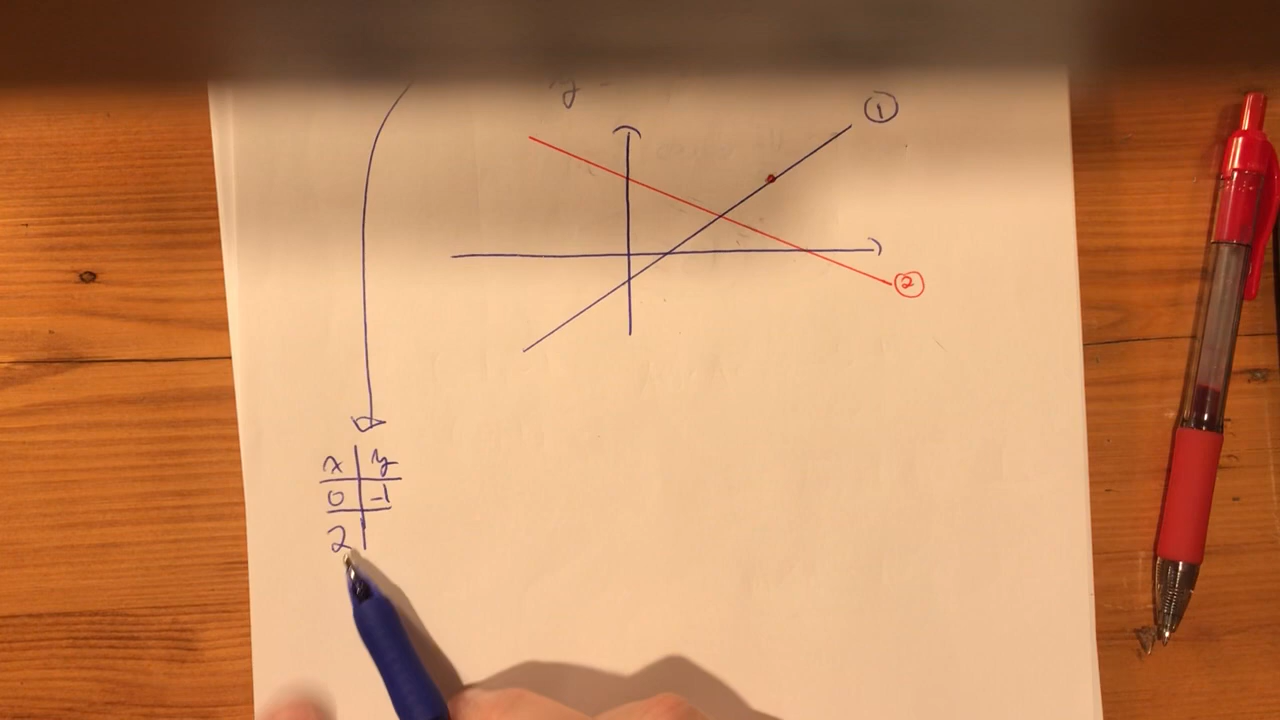 y =
①
②
x y
0 -1
2